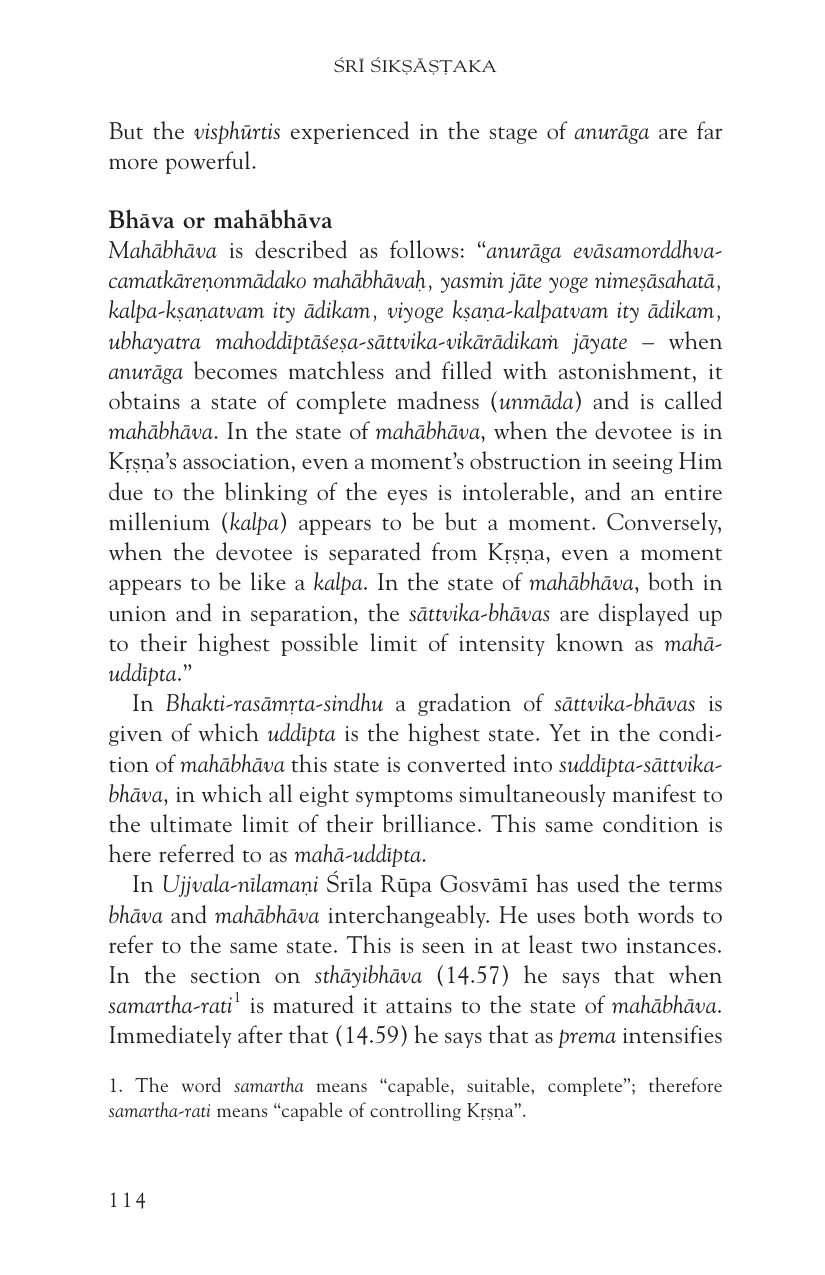 ŚRĪ ŚIKṢĀṢṬAKA
But the visphūrtis experienced in the stage of anurāga are far
more powerful.
Bhāva or mahābhāva
Mahābhāva is described as follows: “anurāga evāsamorddhva-
camatkāreṇonmādako mahābhāvaḥ, yasmin jāte yoge nimeṣāsahatā,
kalpa-kṣaṇatvam ity ādikam, viyoge kṣaṇa-kalpatvam ity ādikam,
ubhayatra mahoddīptāśeṣa-sāttvika-vikārādikaṁ jāyate – when
anurāga becomes matchless and filled with astonishment, it
obtains a state of complete madness (unmāda) and is called
mahābhāva. In the state of mahābhāva, when the devotee is in
Kṛṣṇa’s association, even a moment’s obstruction in seeing Him
due to the blinking of the eyes is intolerable, and an entire
millenium (kalpa) appears to be but a moment. Conversely,
when the devotee is separated from Kṛṣṇa, even a moment
appears to be like a kalpa. In the state of mahābhāva, both in
union and in separation, the sāttvika-bhāvas are displayed up
to their highest possible limit of intensity known as mahā-
uddīpta.”
In Bhakti-rasāmṛta-sindhu a gradation of sāttvika-bhāvas is
given of which uddīpta is the highest state. Yet in the condi-
tion of mahābhāva this state is converted into suddīpta-sāttvika-
bhāva, in which all eight symptoms simultaneously manifest to
the ultimate limit of their brilliance. This same condition is
here referred to as mahā-uddīpta.
In Ujjvala-nīlamaṇi Śrīla Rūpa Gosvāmī has used the terms
bhāva and mahābhāva interchangeably. He uses both words to
refer to the same state. This is seen in at least two instances.
In the section on sthāyibhāva (14.57) he says that when
samartha-rati¹ is matured it attains to the state of mahābhāva.
Immediately after that (14.59) he says that as prema intensifies
1. The word samartha means “capable, suitable, complete”; therefore
samartha-rati means “capable of controlling Kṛṣṇa”.
114